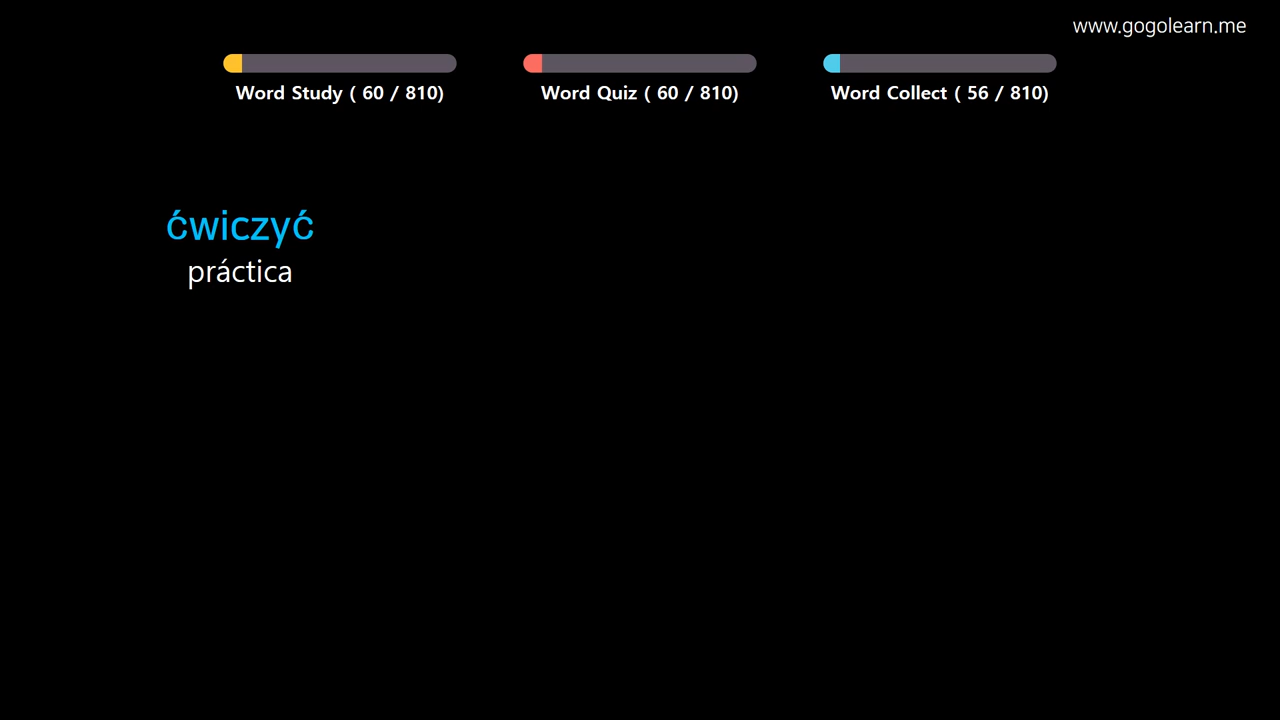 www.gogolearn.me
Word Study ( 60 / 810)
Word Quiz ( 60 / 810)
Word Collect ( 56 / 810)
ćwiczyć
práctica